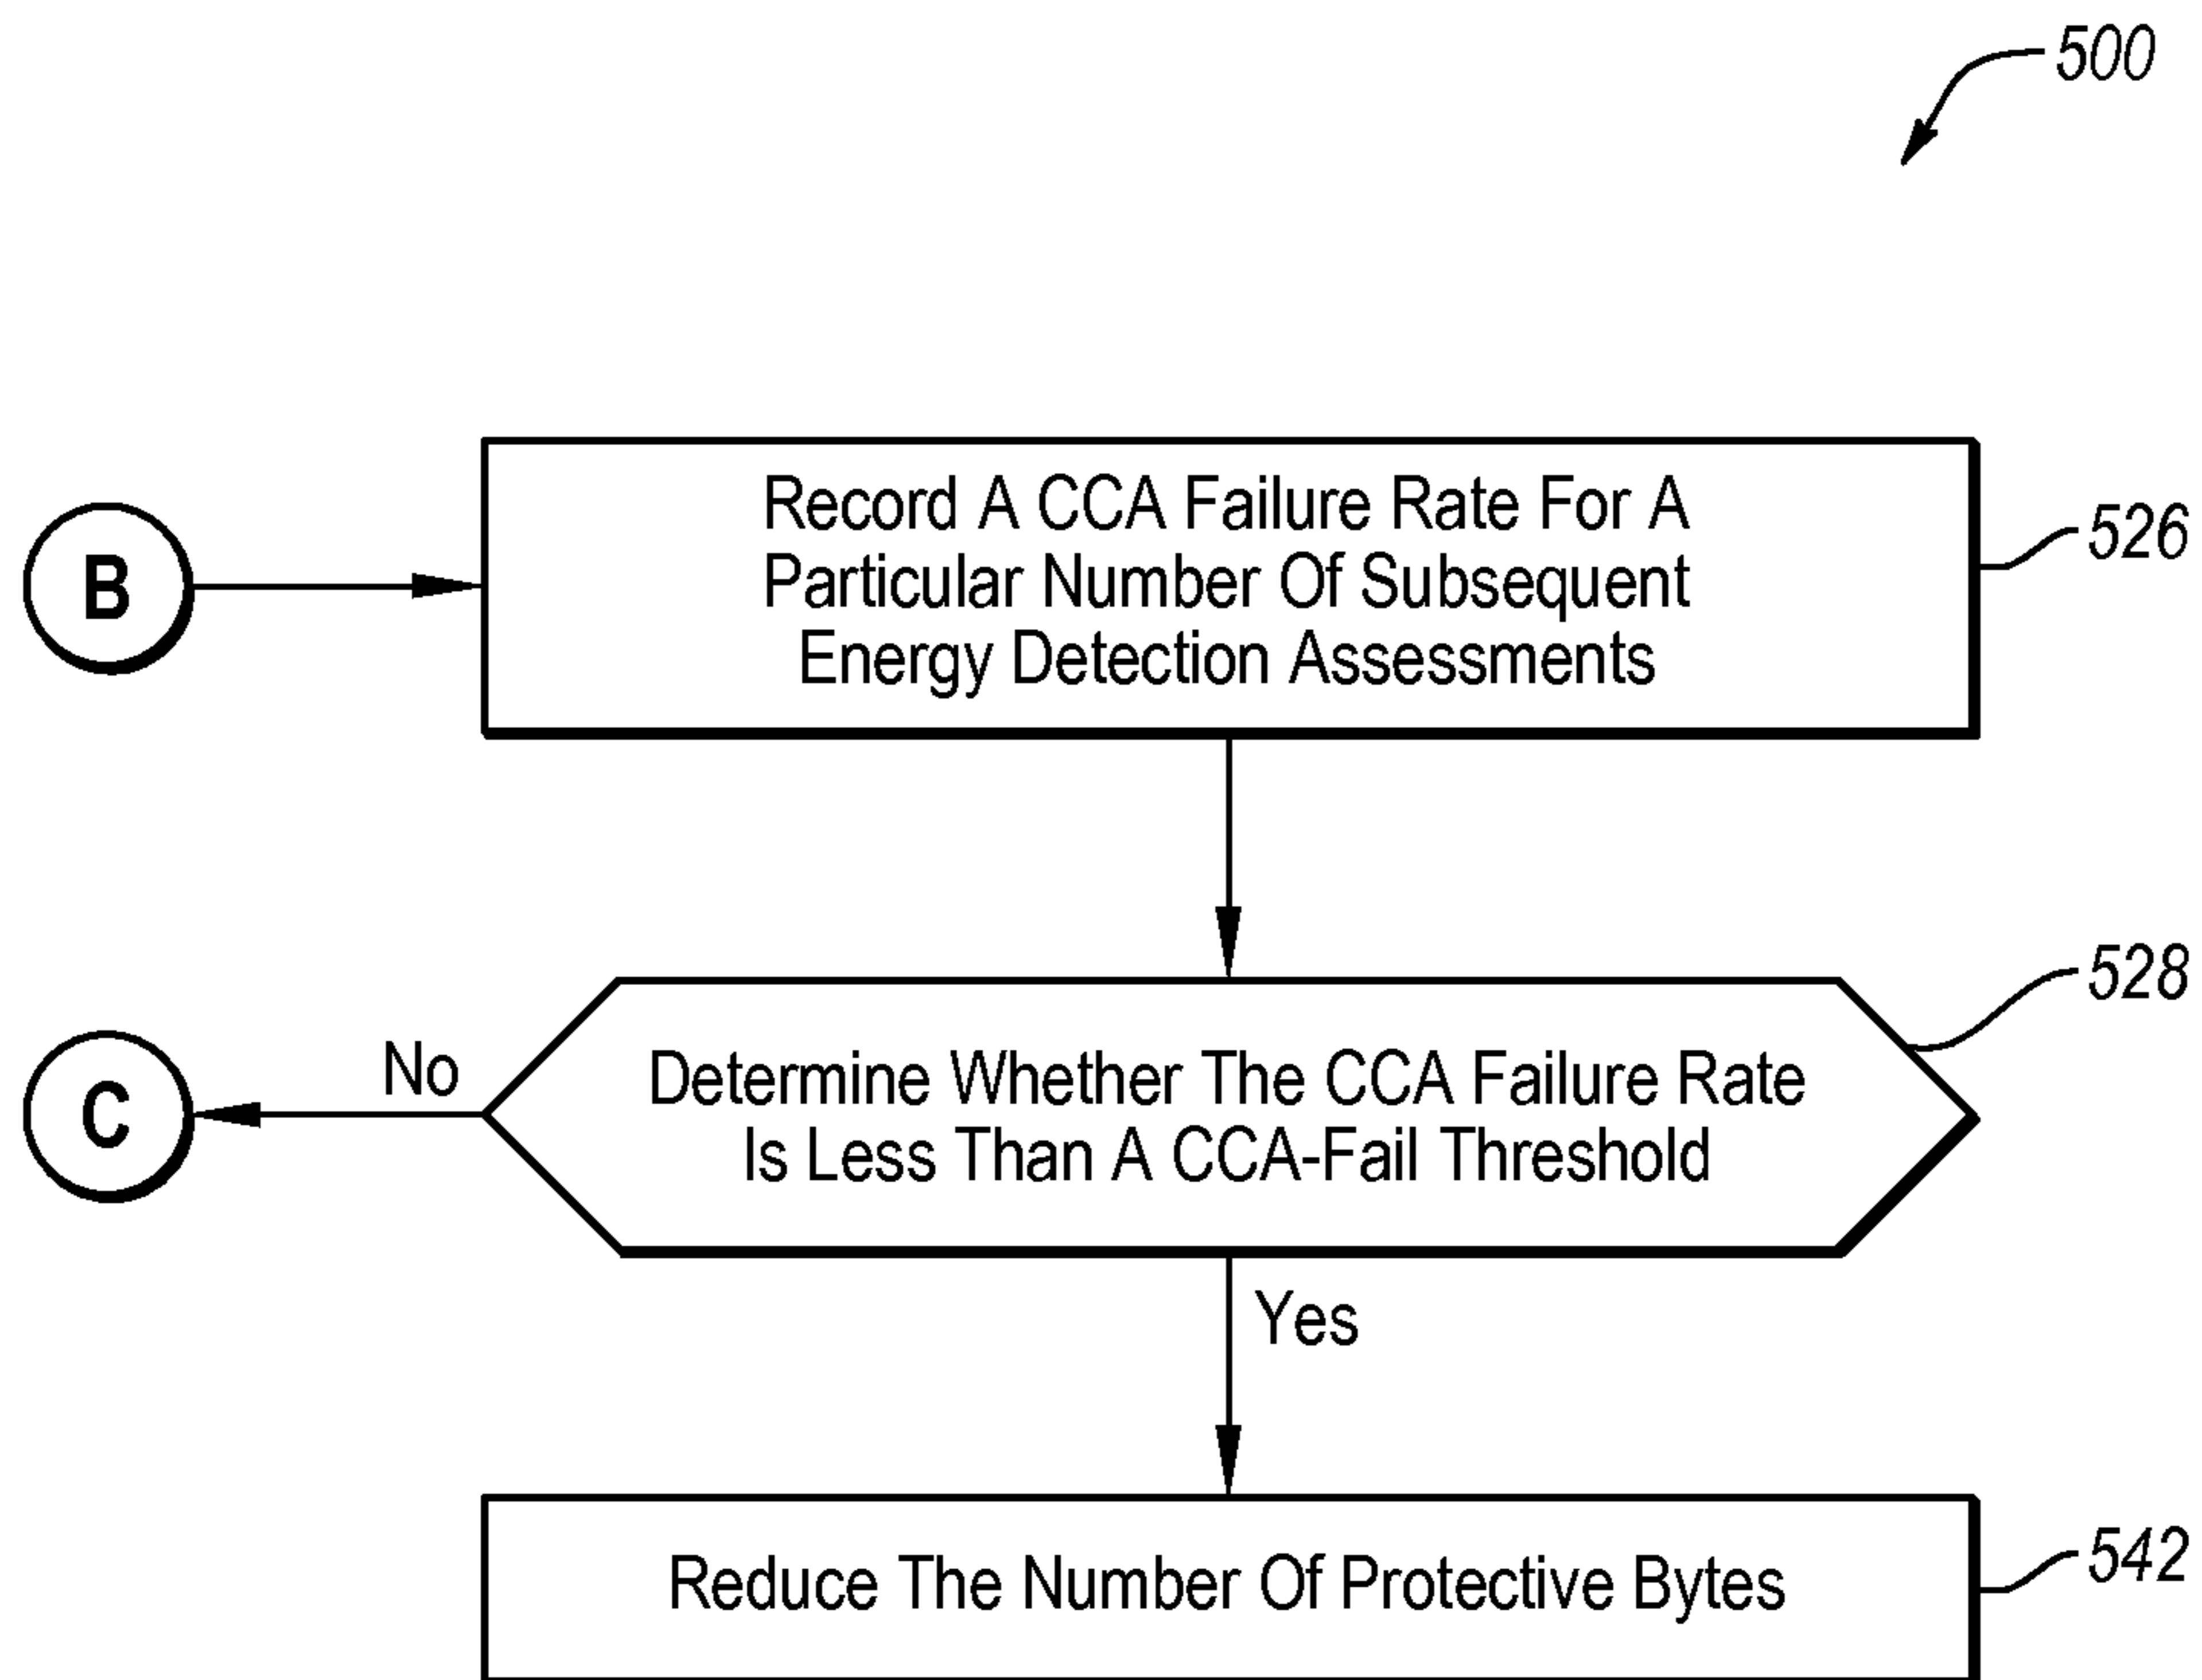 500
Record A CCA Failure Rate For A
Particular Number Of Subsequent
Energy Detection Assessments
526
B
528
Determine Whether The CCA Failure Rate
Is Less Than A CCA-Fail Threshold
No
C
Yes
Reduce The Number Of Protective Bytes
542